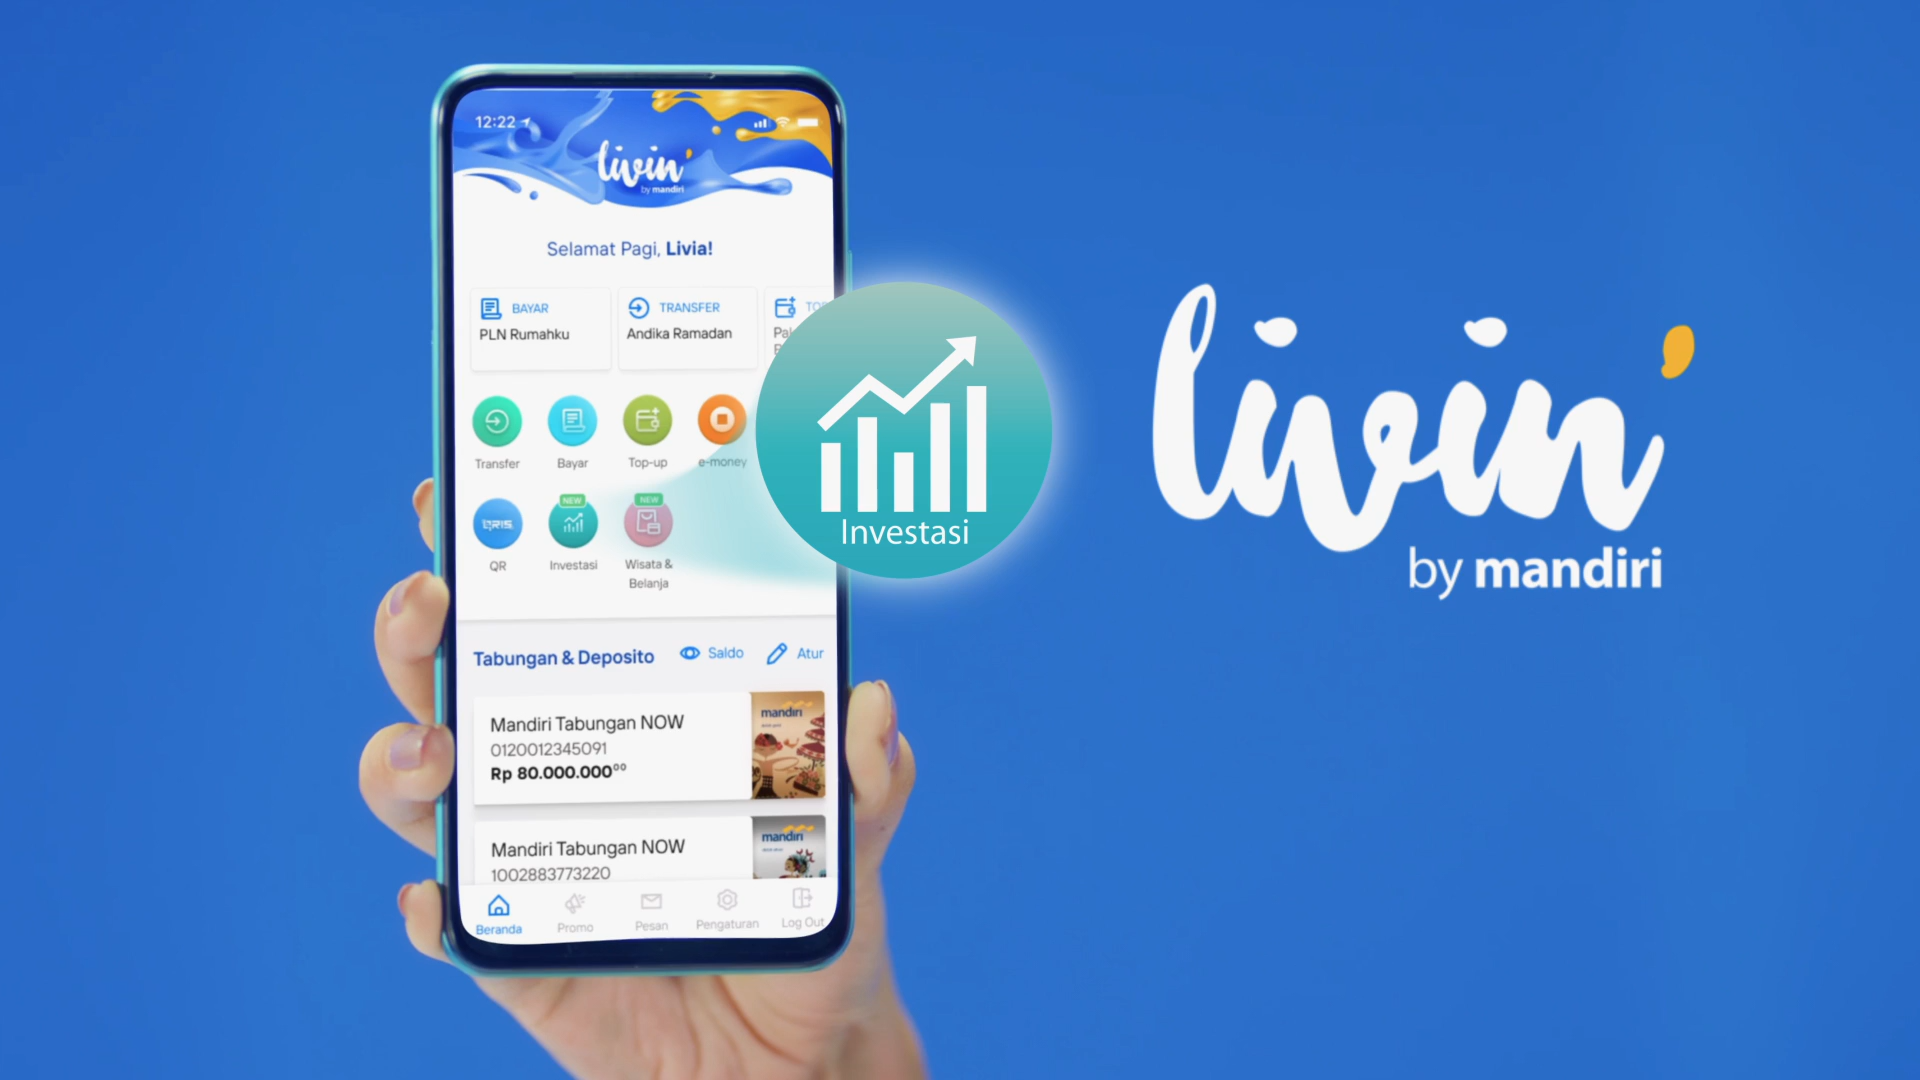 12:22
livin'
by mandiri
Selamat Pagi, Livia!
BAYAR
PLN Rumahku
TRANSFER
Andika Ramadan
Transfer
Bayar
Top-up
e-money
NEW
NEW
QRIS
QR
Investasi
Wisata &
Belanja
Tabungan & Deposito
Saldo
Atur
Mandiri Tabungan NOW
0120012345091
Rp 80.000.000⁰⁰
mandiri
Mandiri Tabungan NOW
1002883773220
mandiri
Beranda
Promo
Pesan
Pengaturan
Log Out
Investasi
livin'
by mandiri